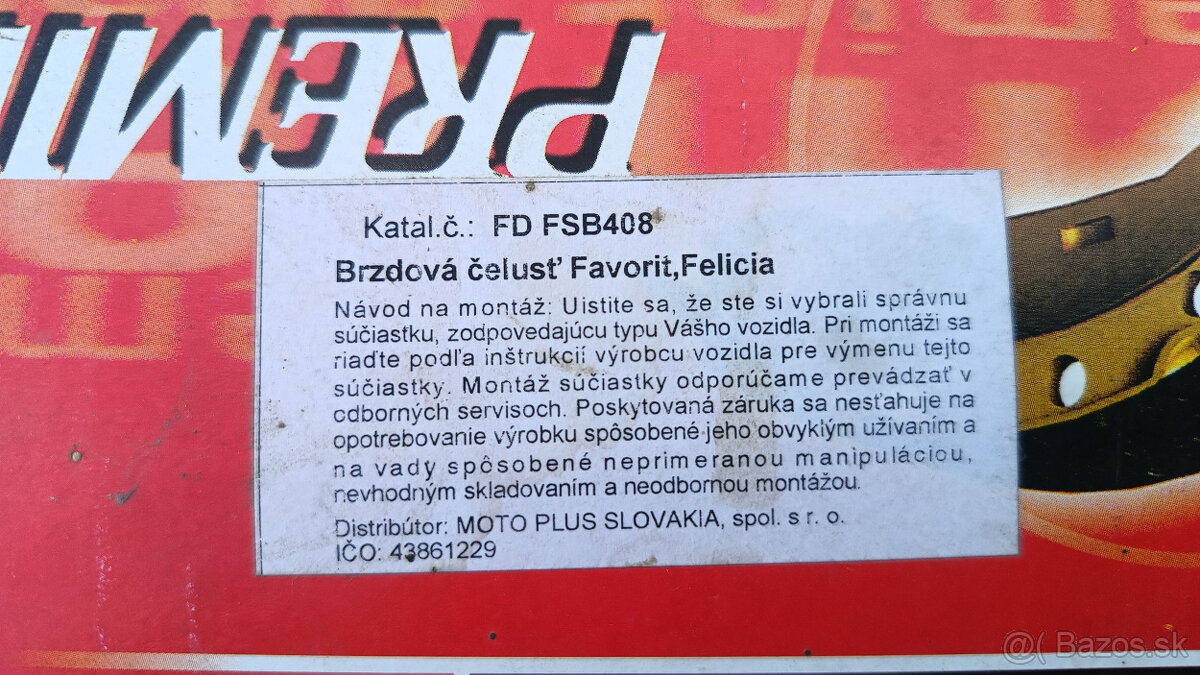 PREMI
Katal.č.: FD FSB408
Brzdová čelusť Favorit,Felicia
Návod na montáž: Uistite sa, že ste si vybrali správnu
súčiastku, zodpovedajúcu typu Vášho vozidla. Pri montáži sa
riaďte podľa inštrukcií výrobcu vozidla pre výmenu tejto
súčiastky. Montáž súčiastky odporúčame prevádzať v
odborných servisoch. Poskytovaná záruka sa nesťahuje na
opotrebovanie výrobku spôsobené jeho obvyklým užívaním a
na vady spôsobené neprimeranou manipuláciou,
nevhodným skladovaním a neodbornou montážou.
Distribútor: MOTO PLUS SLOVAKIA, spol. s r. o.
IČO: 43861229
Bazos.sk